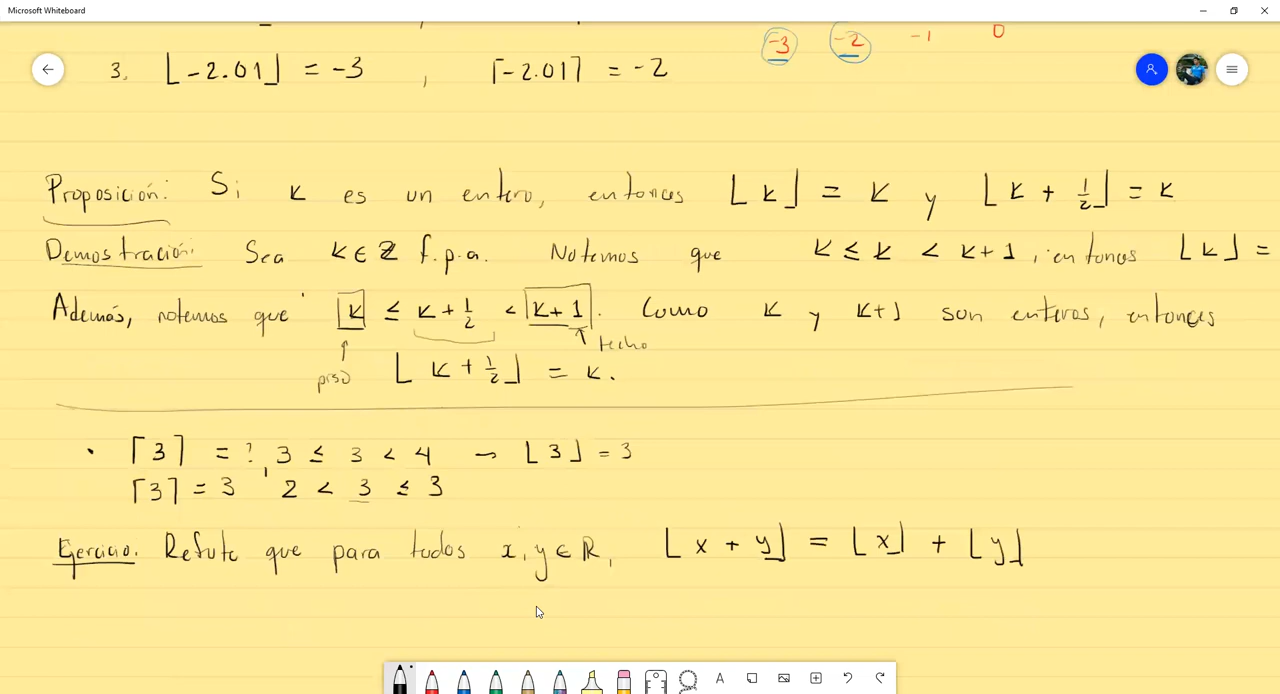 Microsoft Whiteboard
-3 -2 -1 0
3. ⌊-2.01⌋ = -3 , ⌈-2.01⌉ = -2
Proposición: Si k es un entero, entonces ⌊k⌋ = k y ⌊k + 1/2⌋ = k
Demostración: Sea k ∈ ℤ f.p.a. Notemos que k ≤ k < k+1, entonces ⌊k⌋ =
Además, notemos que k ≤ k + 1/2 < k+1. Como k y k+1 son enteros, entonces
piso techo
⌊k + 1/2⌋ = k.
• ⌈3⌉ = ?, 3 ≤ 3 < 4 → ⌊3⌋ = 3
⌈3⌉ = 3 2 < 3 ≤ 3
Ejercicio. Refute que para todos x, y ∈ ℝ, ⌊x + y⌋ = ⌊x⌋ + ⌊y⌋